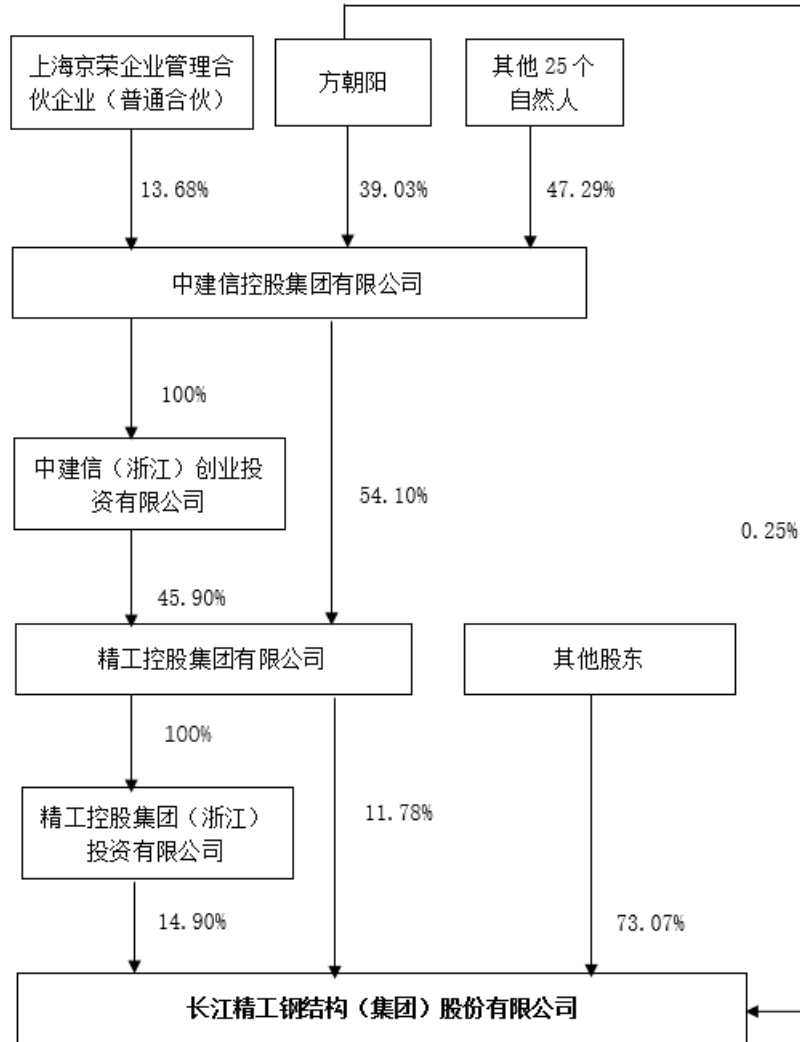 上海京荣企业管理合
伙企业（普通合伙）
方朝阳
其他 25 个
自然人
13.68%
39.03%
47.29%
中建信控股集团有限公司
100%
中建信（浙江）创业投
资有限公司
54.10%
0.25%
45.90%
精工控股集团有限公司
其他股东
100%
精工控股集团（浙江）
投资有限公司
11.78%
14.90%
73.07%
长江精工钢结构（集团）股份有限公司